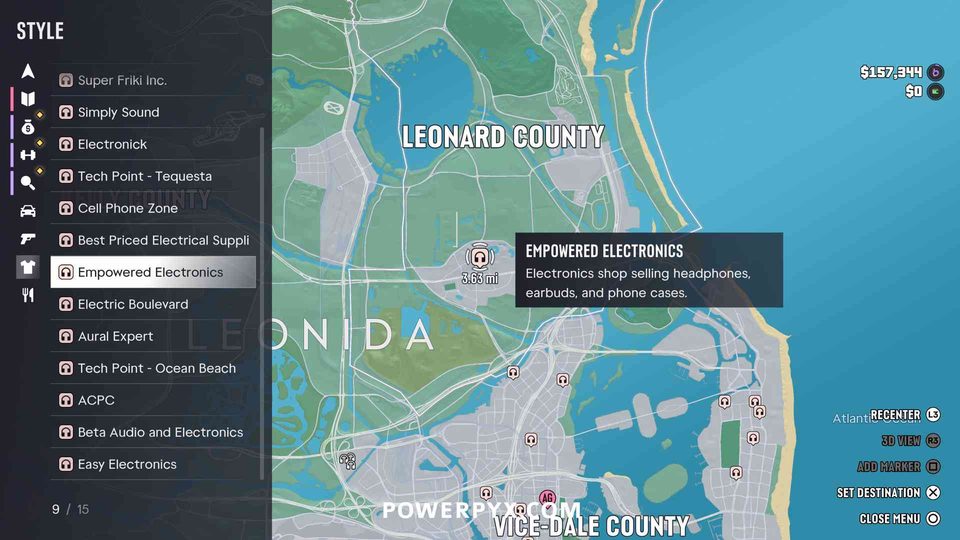 STYLE
Super Friki Inc.
Simply Sound
Electronick
Tech Point - Tequesta
Cell Phone Zone
Best Priced Electrical Suppli
Empowered Electronics
Electric Boulevard
Aural Expert
Tech Point - Ocean Beach
ACPC
Beta Audio and Electronics
Easy Electronics
9 / 15
LEONARD COUNTY
$157,344
$0
3.63 mi
EMPOWERED ELECTRONICS
Electronics shop selling headphones,
earbuds, and phone cases.
LEONIDA
AG
VICE-DALE COUNTY
POWERPYX.COM
RECENTER L3
3D VIEW R3
ADD MARKER
SET DESTINATION
CLOSE MENU